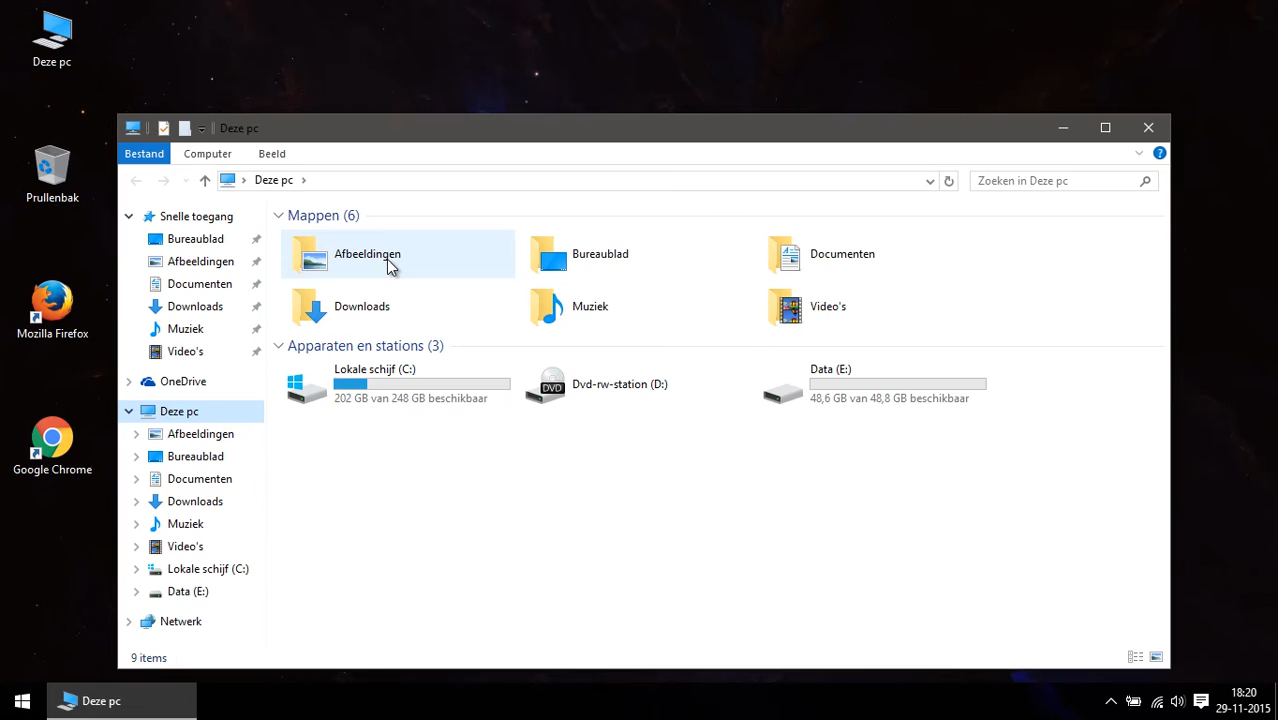 Deze pc
Prullenbak
Mozilla Firefox
Google Chrome
Deze pc
Bestand
Computer
Beeld
Deze pc
Zoeken in Deze pc
Snelle toegang
Bureaublad
Afbeeldingen
Documenten
Downloads
Muziek
Video's
OneDrive
Deze pc
Afbeeldingen
Bureaublad
Documenten
Downloads
Muziek
Video's
Lokale schijf (C:)
Data (E:)
Netwerk
Mappen (6)
Afbeeldingen
Bureaublad
Documenten
Downloads
Muziek
Video's
Apparaten en stations (3)
Lokale schijf (C:)
202 GB van 248 GB beschikbaar
DVD
Dvd-rw-station (D:)
Data (E:)
48,6 GB van 48,8 GB beschikbaar
9 items
Deze pc
18:20
29-11-2015